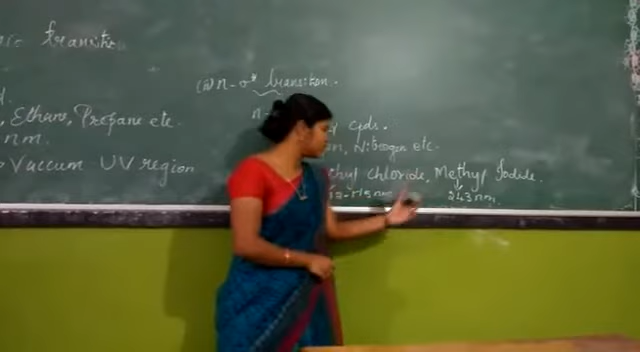 transition
(ii) n-σ* transition.
n-
Ethane, Propane etc.
cpds.
nm.
Nitrogen etc.
Vaccum UV region
chloride, Methyl Iodide.
243 nm.